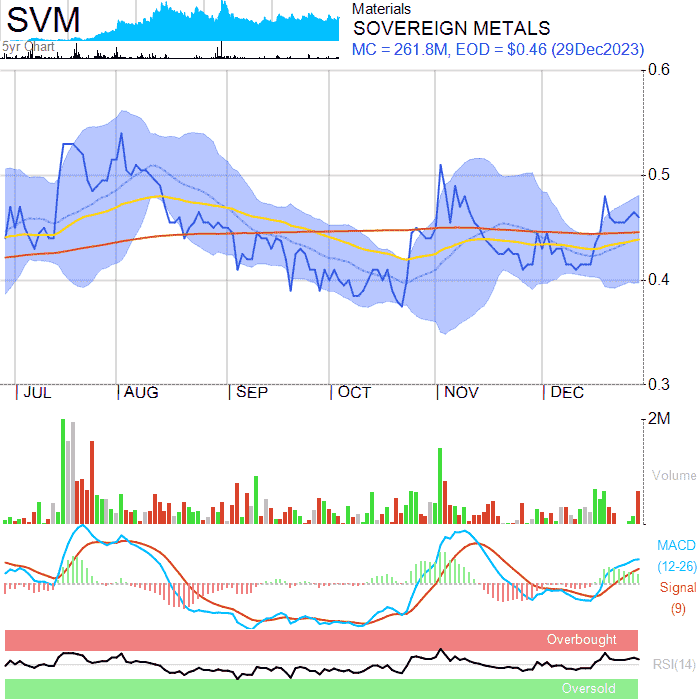 SVM
5yr Chart
Materials
SOVEREIGN METALS
MC = 261.8M, EOD = $0.46 (29Dec2023)
0.6
0.5
0.4
0.3
JUL AUG SEP OCT NOV DEC
2M
Volume
MACD
(12-26)
Signal
(9)
Overbought
RSI(14)
Oversold